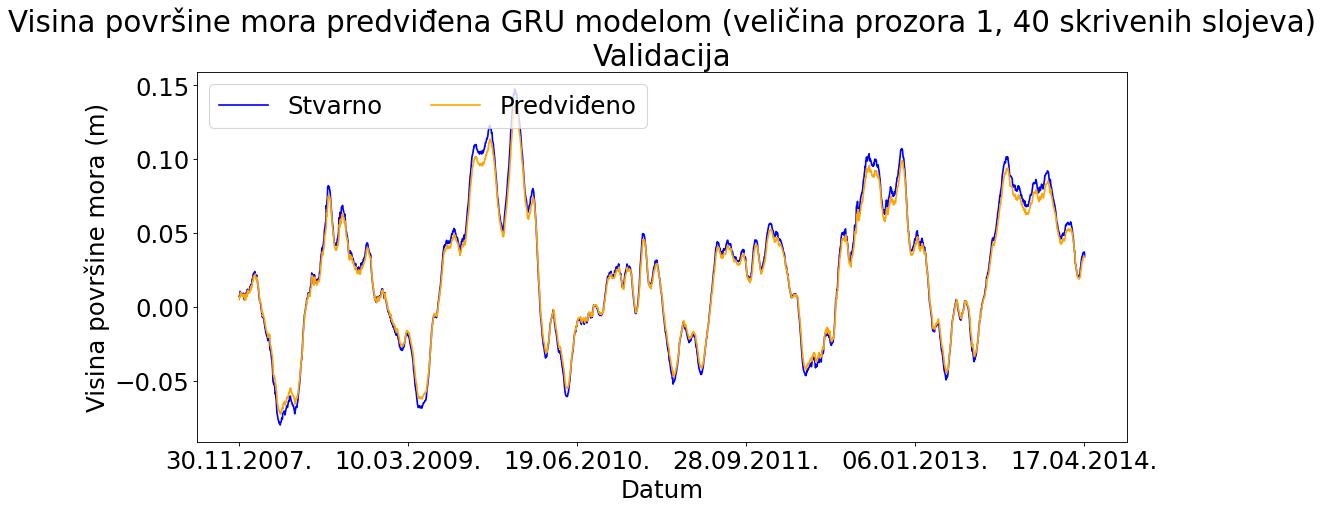 Visina površine mora predviđena GRU modelom (veličina prozora 1, 40 skrivenih slojeva)
Validacija
Stvarno Predviđeno
Visina površine mora (m)
0.15
0.10
0.05
0.00
−0.05
30.11.2007. 10.03.2009. 19.06.2010. 28.09.2011. 06.01.2013. 17.04.2014.
Datum